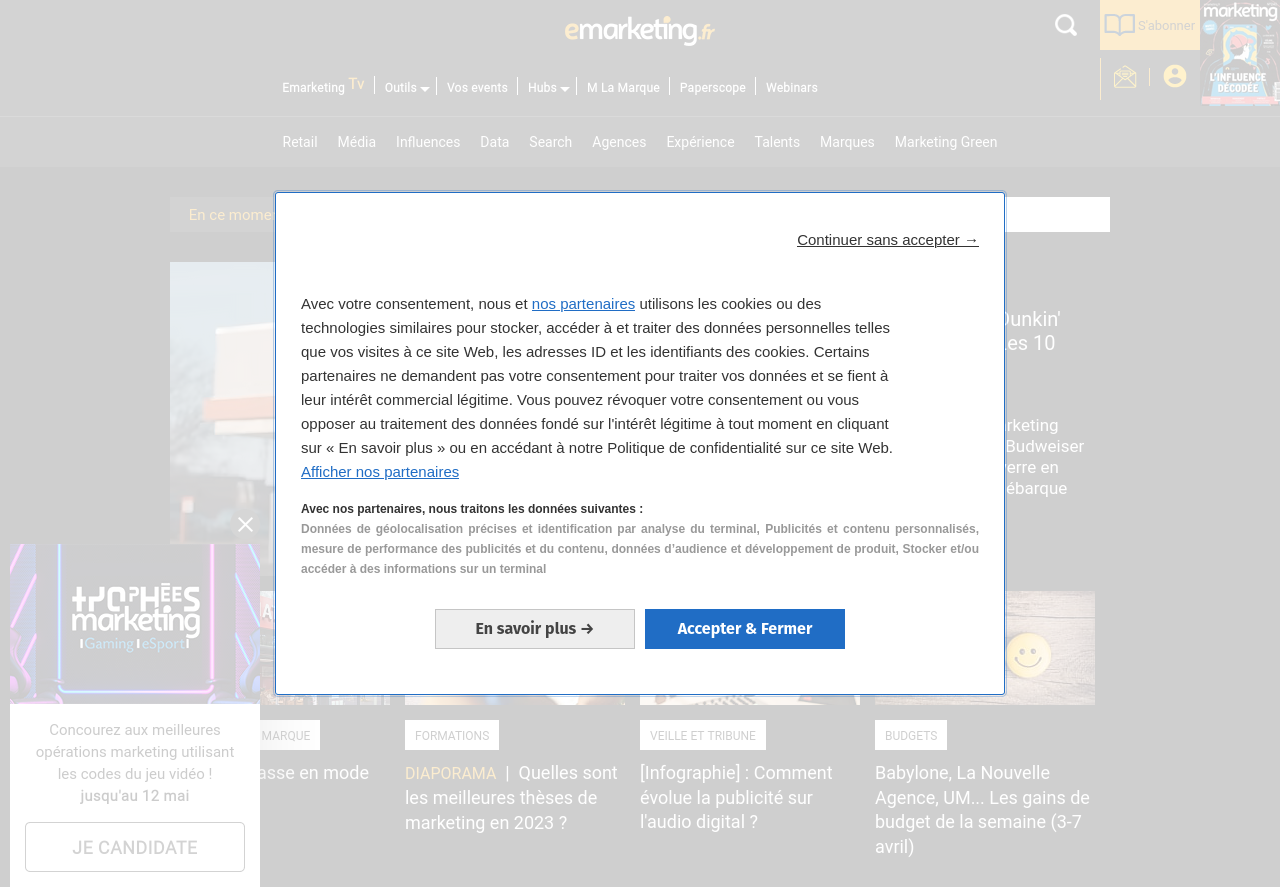 emarketing.fr
S'abonner
marketing
L'INFLUENCE
DÉCODÉE
Emarketing Tv
Outils
Vos events
Hubs
M La Marque
Paperscope
Webinars
Retail
Média
Influences
Data
Search
Agences
Expérience
Talents
Marques
Marketing Green
En ce mome
Continuer sans accepter →
Avec votre consentement, nous et nos partenaires utilisons les cookies ou des
technologies similaires pour stocker, accéder à et traiter des données personnelles telles
que vos visites à ce site Web, les adresses ID et les identifiants des cookies. Certains
partenaires ne demandent pas votre consentement pour traiter vos données et se fient à
leur intérêt commercial légitime. Vous pouvez révoquer votre consentement ou vous
opposer au traitement des données fondé sur l'intérêt légitime à tout moment en cliquant
sur « En savoir plus » ou en accédant à notre Politique de confidentialité sur ce site Web.
Afficher nos partenaires
Avec nos partenaires, nous traitons les données suivantes :
Données de géolocalisation précises et identification par analyse du terminal, Publicités et contenu personnalisés,
mesure de performance des publicités et du contenu, données d’audience et développement de produit, Stocker et/ou
accéder à des informations sur un terminal
En savoir plus →
Accepter & Fermer
Dunkin'
Les 10
rketing
Budweiser
erre en
ébarque
TROPHÉES
marketing
Gaming eSport
Concourez aux meilleures
opérations marketing utilisant
les codes du jeu vidéo !
jusqu'au 12 mai
JE CANDIDATE
MARQUE
asse en mode
FORMATIONS
DIAPORAMA | Quelles sont
les meilleures thèses de
marketing en 2023 ?
VEILLE ET TRIBUNE
[Infographie] : Comment
évolue la publicité sur
l'audio digital ?
BUDGETS
Babylone, La Nouvelle
Agence, UM... Les gains de
budget de la semaine (3-7
avril)